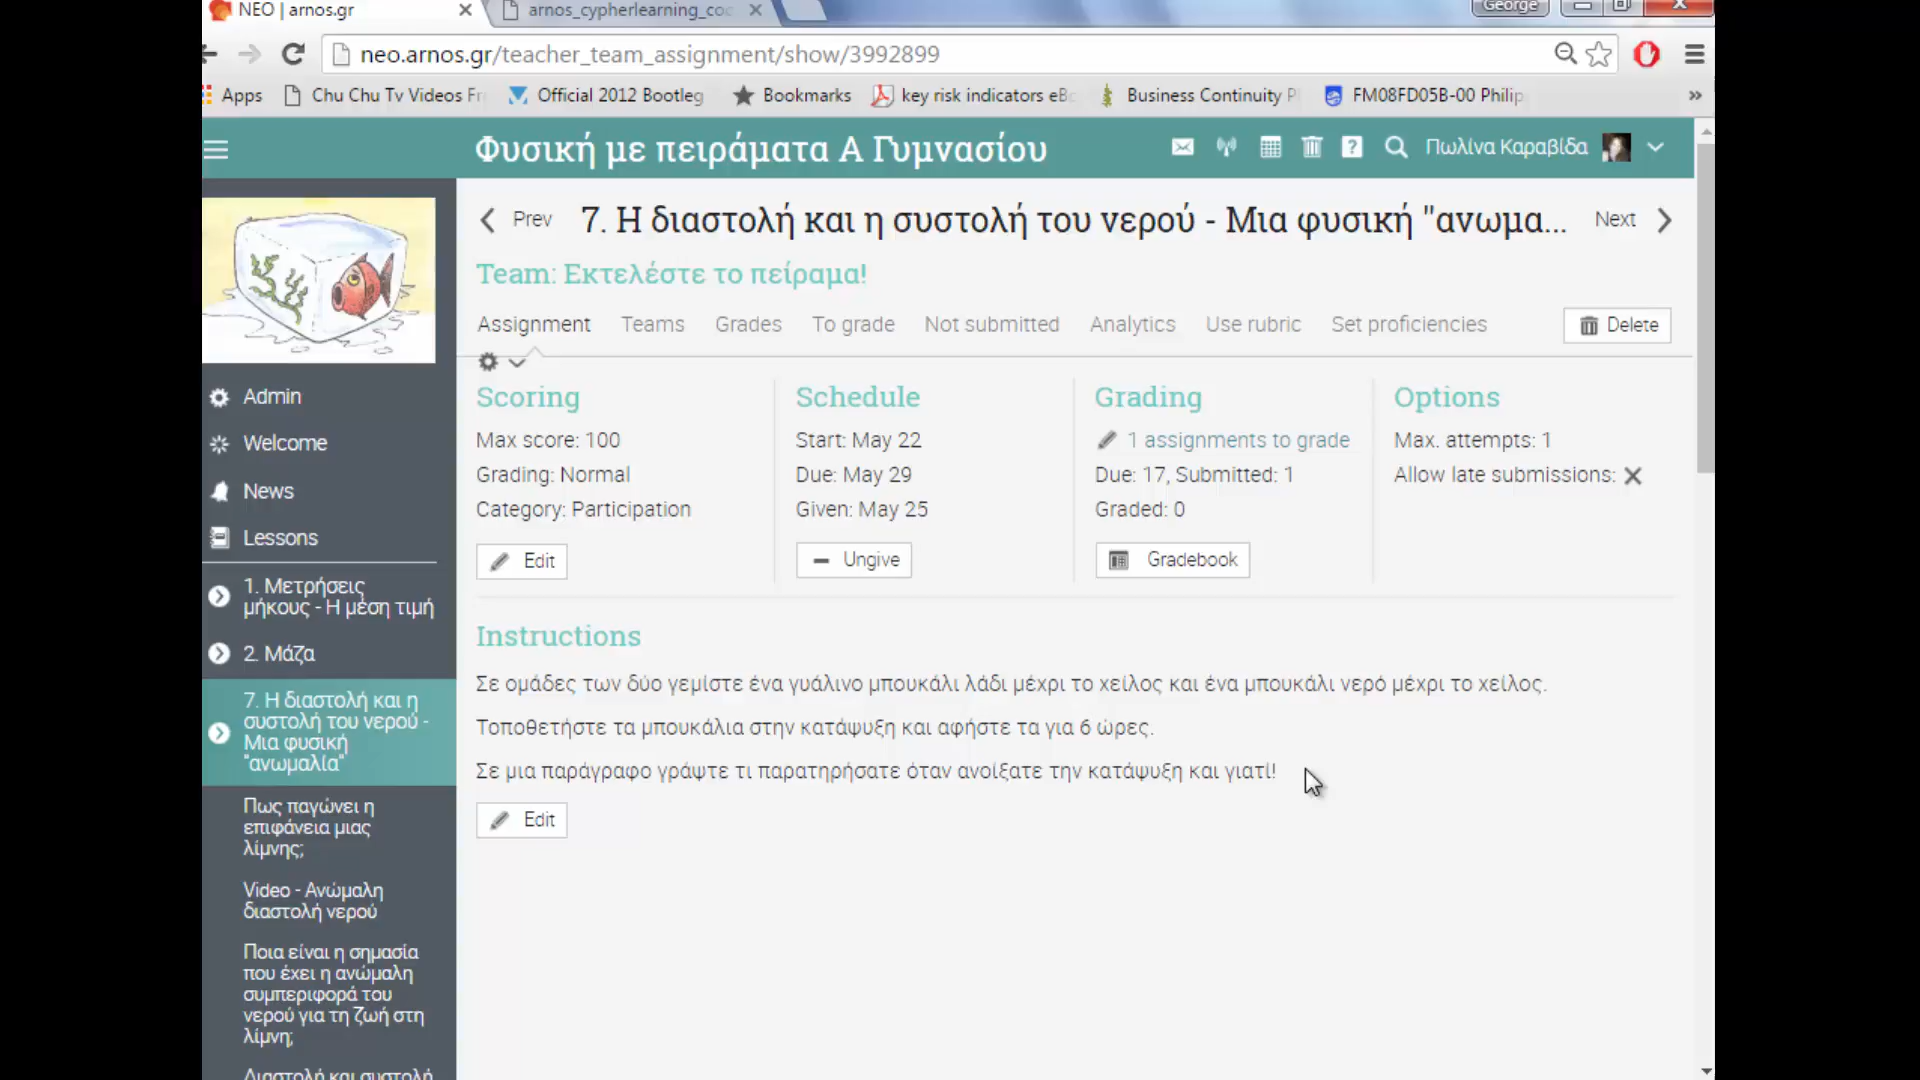 NEO | arnos.gr
arnos_cypherlearning_coc
George
neo.arnos.gr/teacher_team_assignment/show/3992899
Apps
Chu Chu Tv Videos Fr
Official 2012 Bootleg
Bookmarks
key risk indicators eBo
Business Continuity P
FM08FD05B-00 Philip
Φυσική με πειράματα Α Γυμνασίου
Πωλίνα Καραβίδα
Prev
7. Η διαστολή και η συστολή του νερού - Μια φυσική "ανωμα...
Next
Team: Εκτελέστε το πείραμα!
Assignment
Teams
Grades
To grade
Not submitted
Analytics
Use rubric
Set proficiencies
Delete
Scoring
Max score: 100
Grading: Normal
Category: Participation
Edit
Schedule
Start: May 22
Due: May 29
Given: May 25
Ungive
Grading
1 assignments to grade
Due: 17, Submitted: 1
Graded: 0
Gradebook
Options
Max. attempts: 1
Allow late submissions:
Instructions
Σε ομάδες των δύο γεμίστε ένα γυάλινο μπουκάλι λάδι μέχρι το χείλος και ένα μπουκάλι νερό μέχρι το χείλος.
Τοποθετήστε τα μπουκάλια στην κατάψυξη και αφήστε τα για 6 ώρες.
Σε μια παράγραφο γράψτε τι παρατηρήσατε όταν ανοίξατε την κατάψυξη και γιατί!
Edit
Admin
Welcome
News
Lessons
1. Μετρήσεις
μήκους - Η μέση τιμή
2. Μάζα
7. Η διαστολή και η
συστολή του νερού -
Μια φυσική
"ανωμαλία"
Πως παγώνει η
επιφάνεια μιας
λίμνης;
Video - Ανώμαλη
διαστολή νερού
Ποια είναι η σημασία
που έχει η ανώμαλη
συμπεριφορά του
νερού για τη ζωή στη
λίμνη;
Διαστολή και συστολή